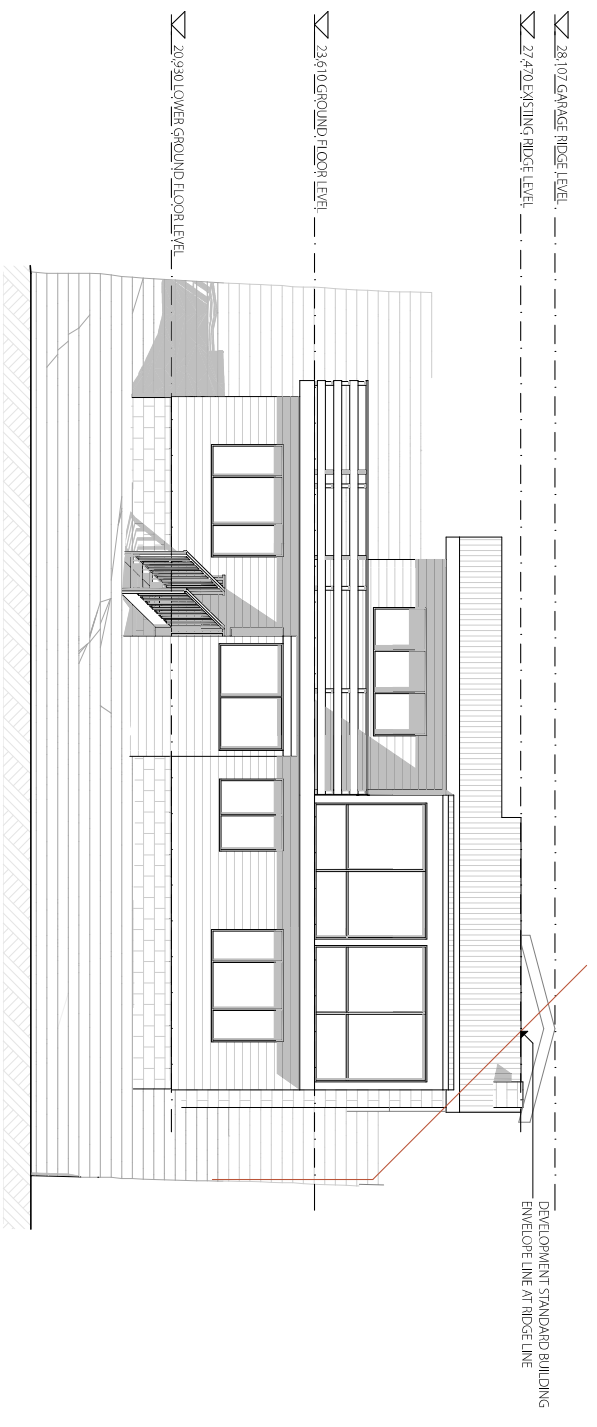 28,107 GARAGE RIDGE LEVEL
27,470 EXISTING RIDGE LEVEL
23,610 GROUND FLOOR LEVEL
20,930 LOWER GROUND FLOOR LEVEL
DEVELOPMENT STANDARD BUILDING
ENVELOPE LINE AT RIDGE LINE